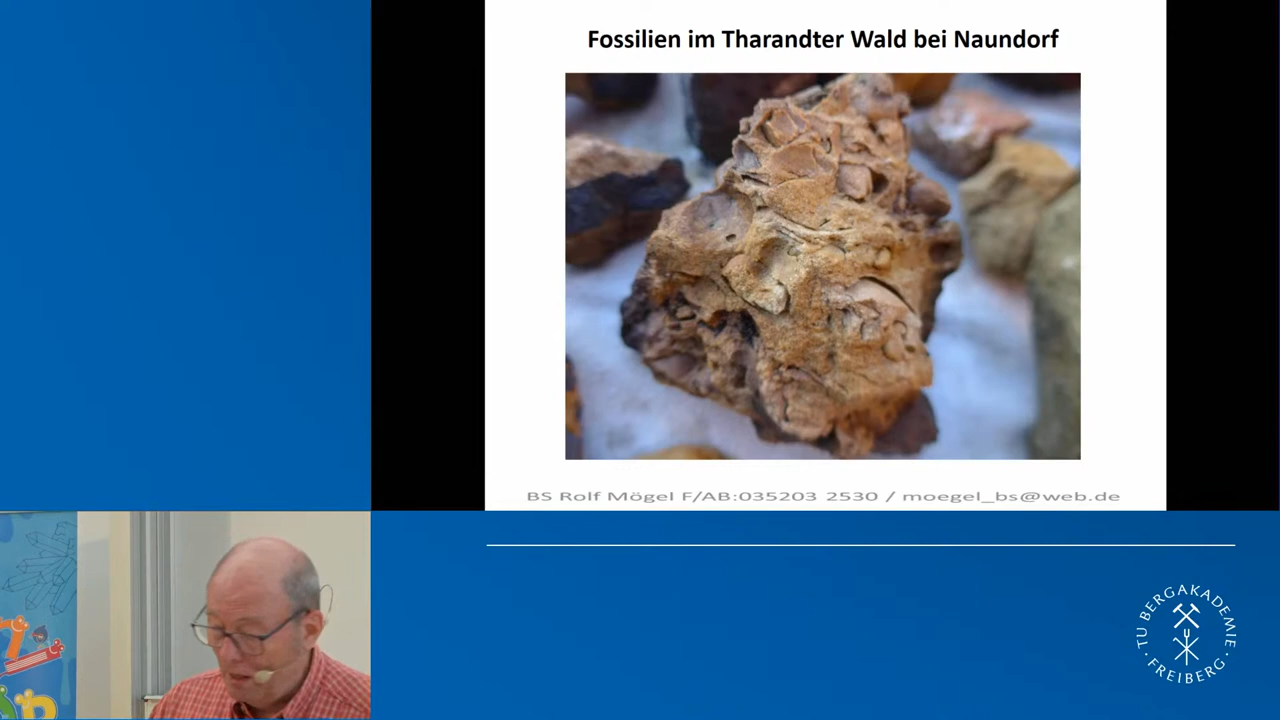 Fossilien im Tharandter Wald bei Naundorf
BS Rolf Mögel F/AB:035203 2530 / moegel_bs@web.de
TU BERGAKADEMIE
· FREIBERG ·